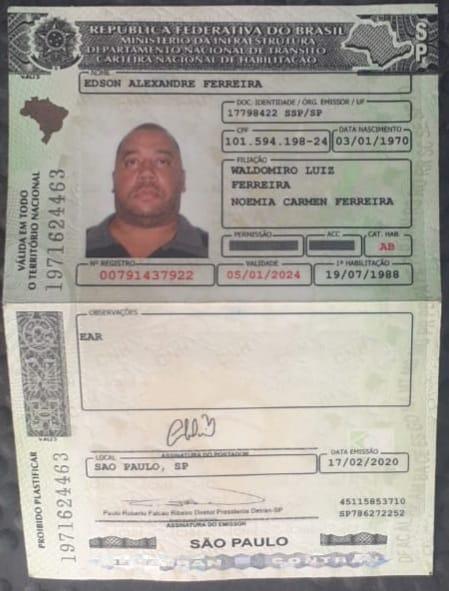 REPÚBLICA FEDERATIVA DO BRASIL
MINISTÉRIO DA INFRAESTRUTURA
DEPARTAMENTO NACIONAL DE TRÂNSITO
CARTEIRA NACIONAL DE HABILITAÇÃO
SP
NOME
EDSON ALEXANDRE FERREIRA
DOC. IDENTIDADE / ÓRG. EMISSOR / UF
17798422 SSP/SP
CPF
DATA NASCIMENTO
101.594.198-24
03/01/1970
FILIAÇÃO
WALDOMIRO LUIZ
FERREIRA
NOEMIA CARMEN FERREIRA
PERMISSÃO
ACC
CAT. HAB.
AB
Nº REGISTRO
VALIDADE
1ª HABILITAÇÃO
00791437922
05/01/2024
19/07/1988
VÁLIDA EM TODO
O TERRITÓRIO NACIONAL
1971624463
OBSERVAÇÕES
EAR
ASSINATURA DO PORTADOR
LOCAL
DATA EMISSÃO
SAO PAULO, SP
17/02/2020
Paulo Roberto Falcao Ribeiro Diretor Presidente Detran-SP
45115853710
SP786272252
ASSINATURA DO EMISSOR
PROIBIDO PLASTIFICAR
1971624463
SÃO PAULO